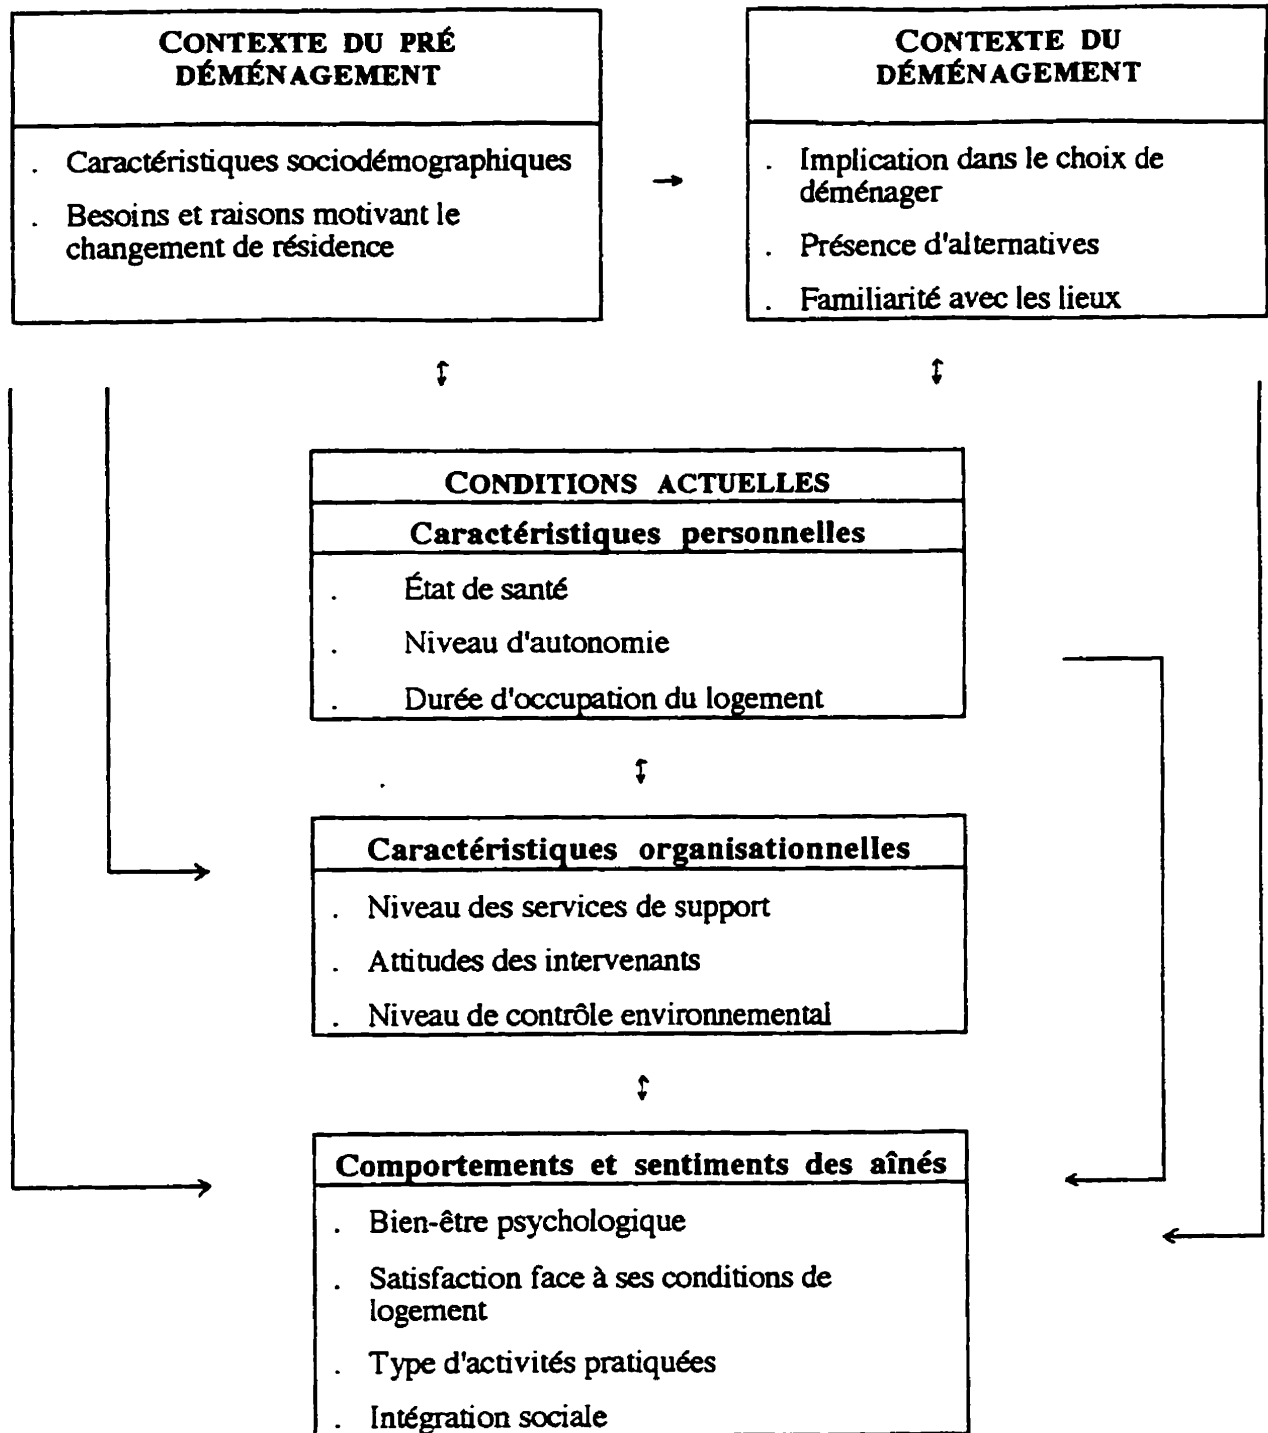 CONTEXTE DU PRÉ
DÉMÉNAGEMENT
. Caractéristiques sociodémographiques
. Besoins et raisons motivant le
changement de résidence
CONTEXTE DU
DÉMÉNAGEMENT
. Implication dans le choix de
déménager
. Présence d'alternatives
. Familiarité avec les lieux
CONDITIONS ACTUELLES
Caractéristiques personnelles
. État de santé
. Niveau d'autonomie
. Durée d'occupation du logement
Caractéristiques organisationnelles
. Niveau des services de support
. Attitudes des intervenants
. Niveau de contrôle environnemental
Comportements et sentiments des aînés
. Bien-être psychologique
. Satisfaction face à ses conditions de
logement
. Type d'activités pratiquées
. Intégration sociale